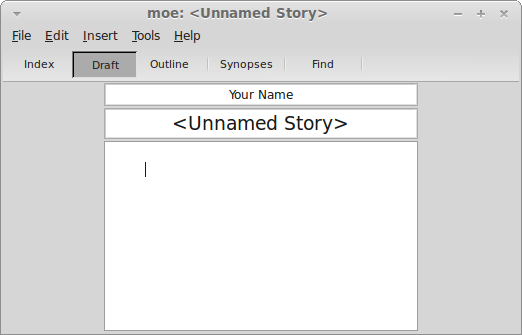 moe: <Unnamed Story>
File Edit Insert Tools Help
Index Draft Outline Synopses Find
Your Name
<Unnamed Story>